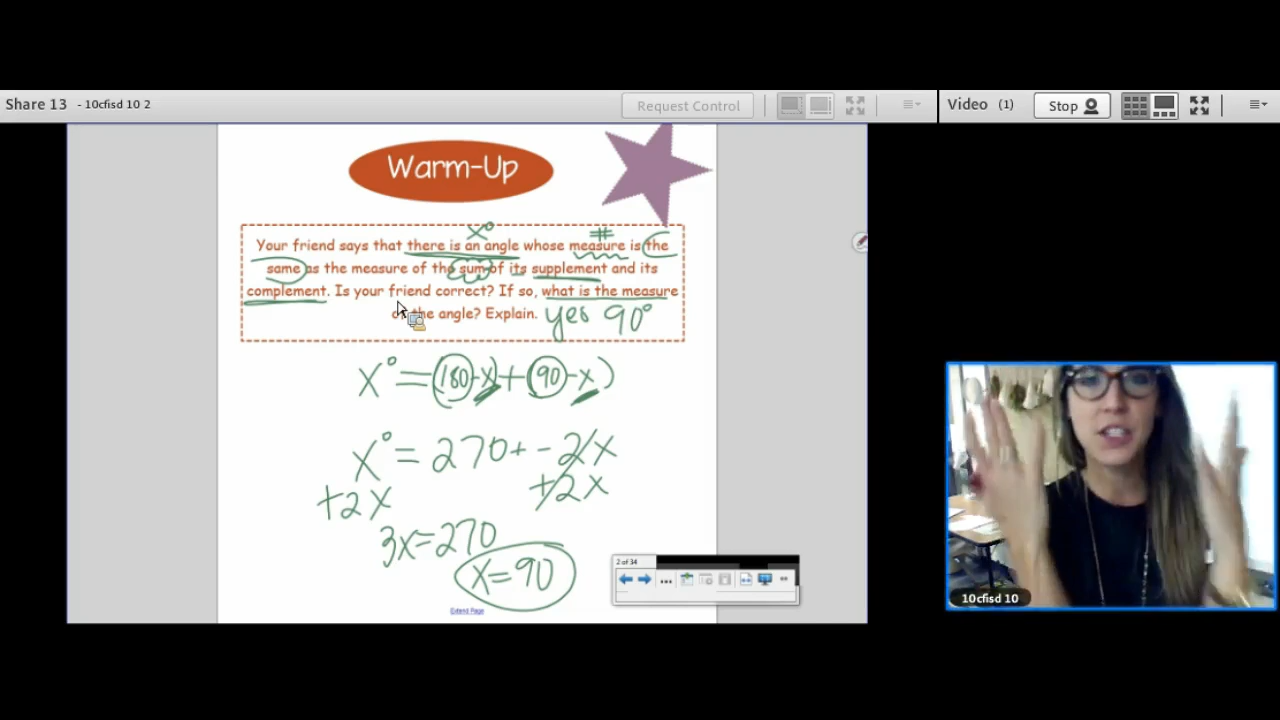 Share 13 - 10cfisd 10 2
Request Control
Video (1)
Stop
Warm-Up
x°
#
Your friend says that there is an angle whose measure is the
same as the measure of the sum of its supplement and its
complement. Is your friend correct? If so, what is the measure
of the angle? Explain.
yes 90°
x° = (180-x) + (90-x)
x° = 270 + -2x
+2x +2x
3x=270
x=90
2 of 34
Extend Page
10cfisd 10